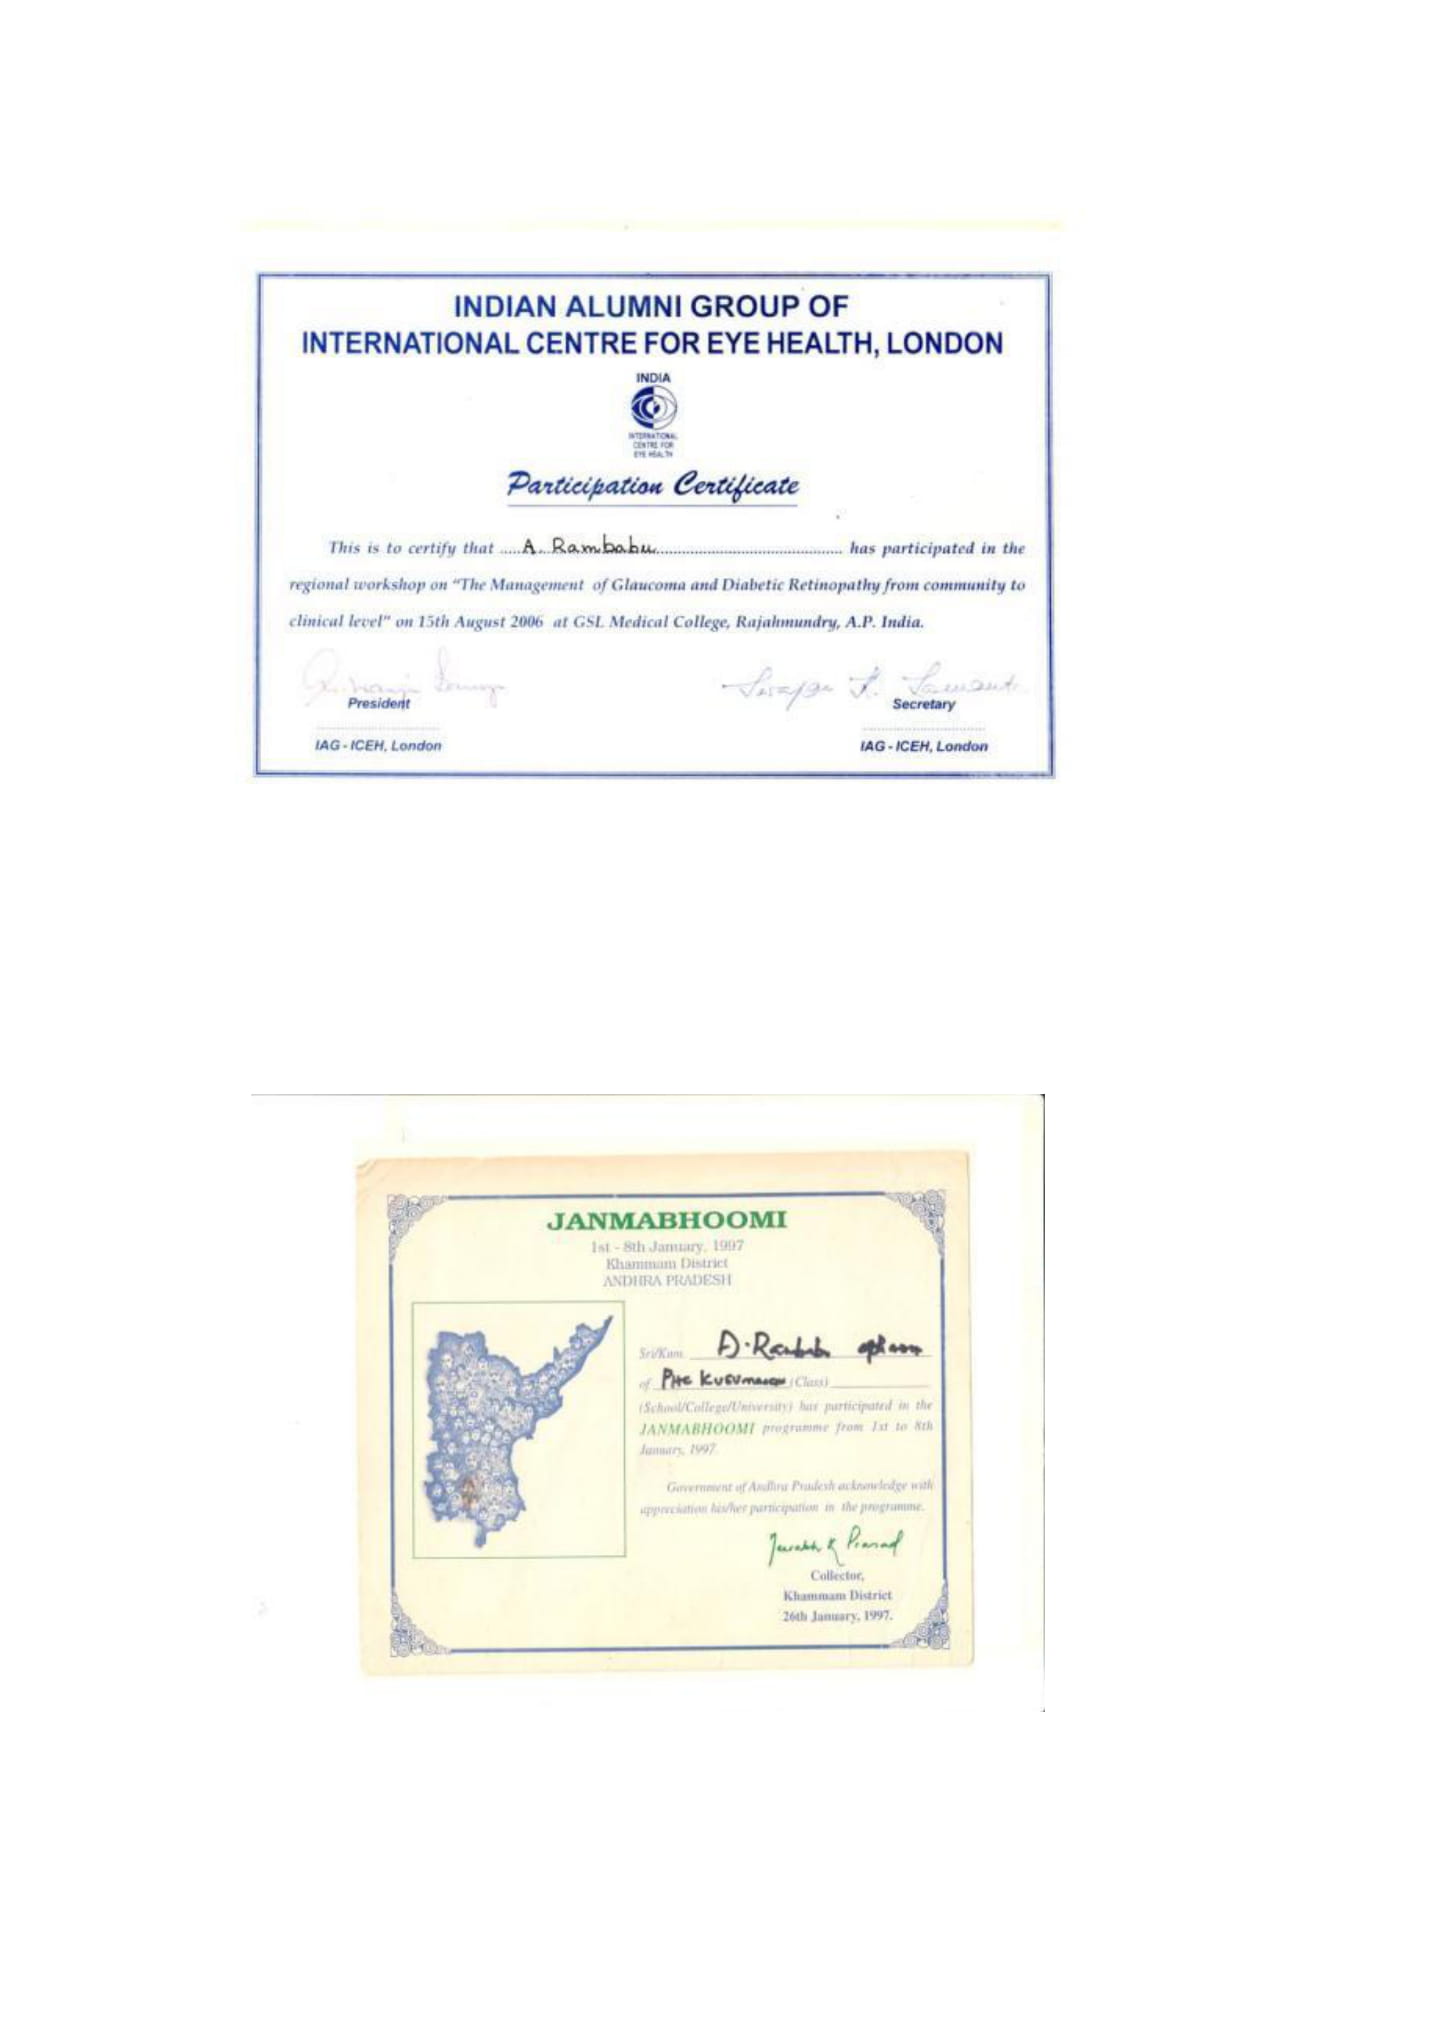 INDIAN ALUMNI GROUP OF
INTERNATIONAL CENTRE FOR EYE HEALTH, LONDON
INDIA
INTERNATIONAL
CENTRE FOR
EYE HEALTH
Participation Certificate
This is to certify that ..... A. Rambabu ..... has participated in the
regional workshop on "The Management of Glaucoma and Diabetic Retinopathy from community to
clinical level" on 15th August 2006 at GSL Medical College, Rajahmundry, A.P. India.
President
Secretary
IAG - ICEH, London
IAG - ICEH, London
JANMABHOOMI
1st - 8th January, 1997
Khammam District
ANDHRA PRADESH
Sri/Kum. A. Rambabu
of PHC (Class)
(School/College/University) has participated in the
JANMABHOOMI programme from 1st to 8th
January, 1997.
Government of Andhra Pradesh acknowledge with
appreciation his/her participation in the programme.
Prasad
Collector,
Khammam District
26th January, 1997.